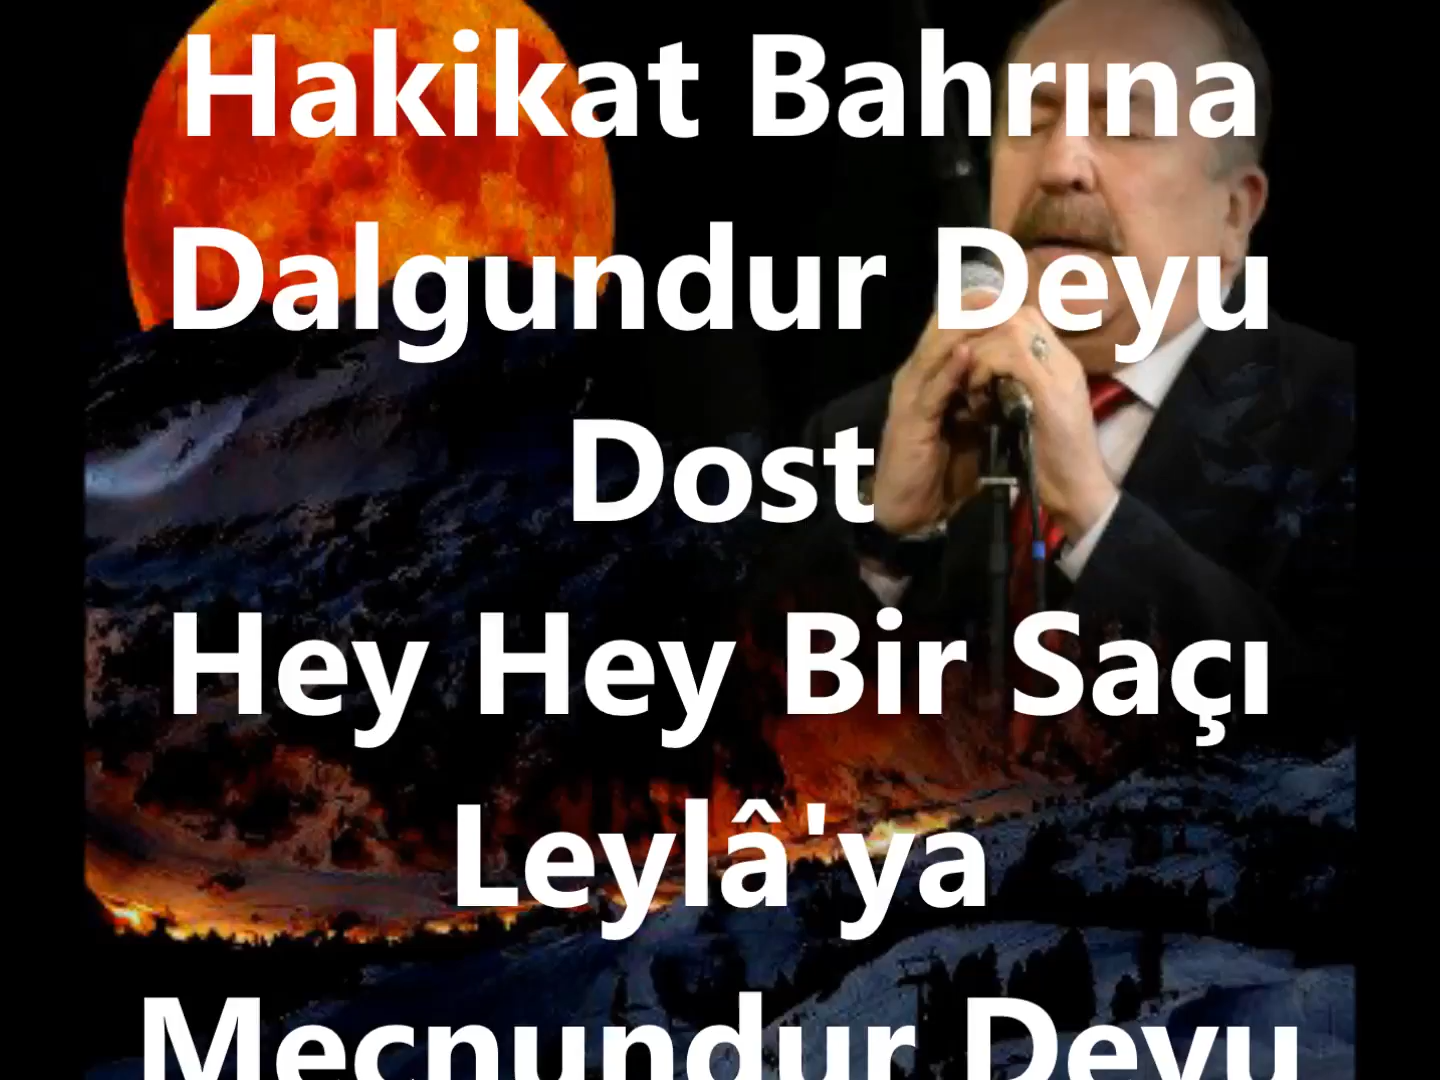 Hakikat Bahrına
Dalgundur Deyu
Dost
Hey Hey Bir Saçı
Leylâ'ya
Mecnundur Deyu